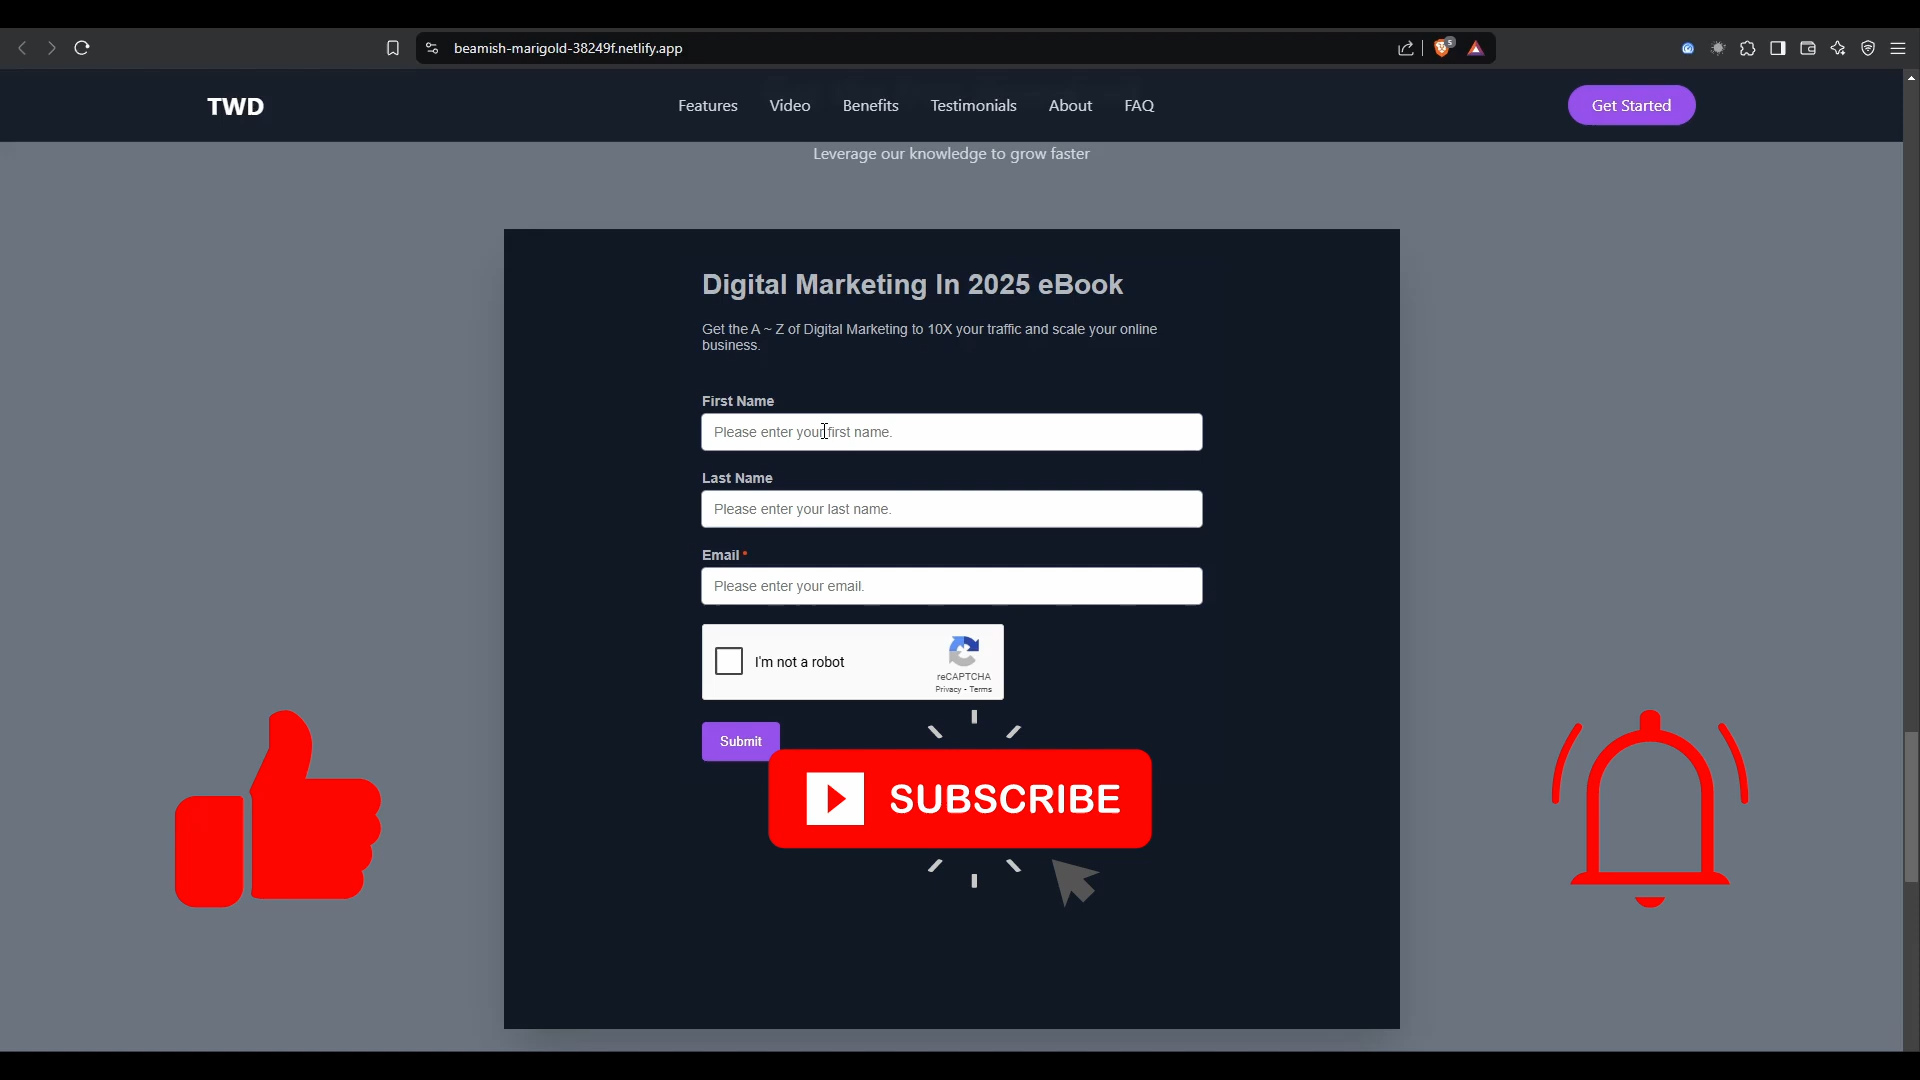 beamish-marigold-38249f.netlify.app
5
TWD
Features
Video
Benefits
Testimonials
About
FAQ
Get Started
Leverage our knowledge to grow faster
Digital Marketing In 2025 eBook
Get the A ~ Z of Digital Marketing to 10X your traffic and scale your online
business.
First Name
Please enter your first name.
Last Name
Please enter your last name.
Email *
Please enter your email.
I'm not a robot
reCAPTCHA
Privacy - Terms
Submit
SUBSCRIBE